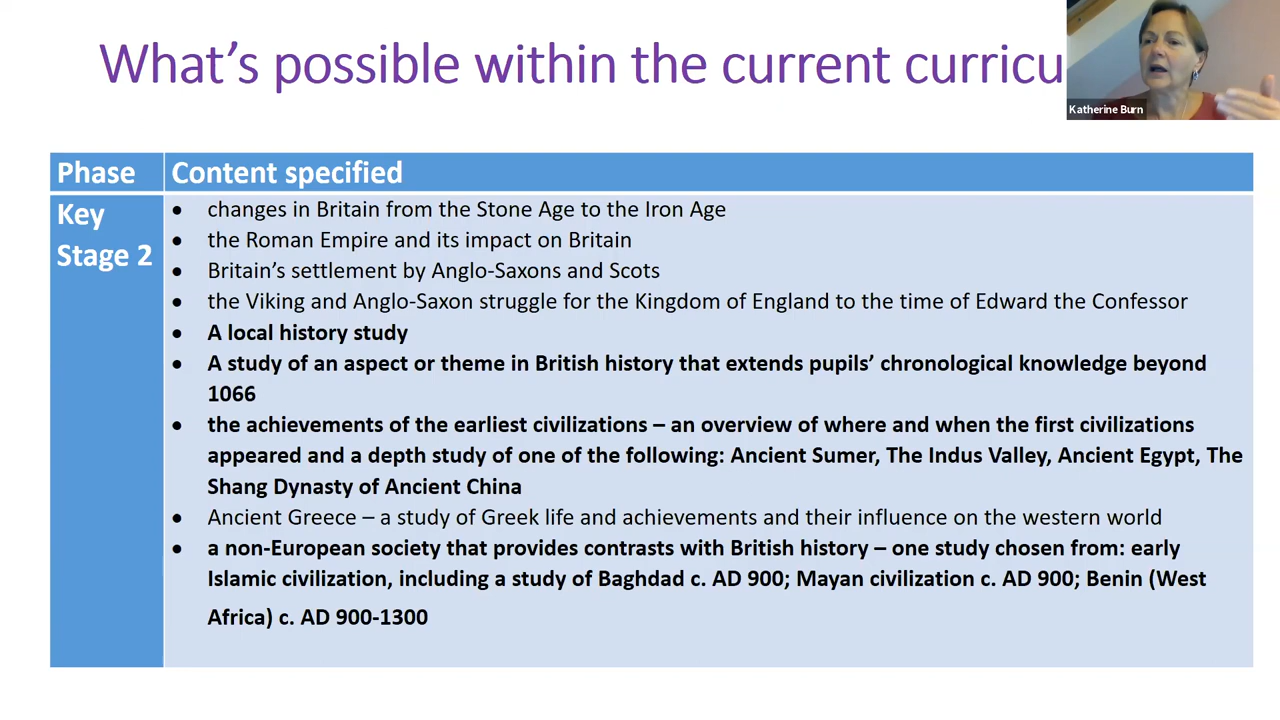 What's possible within the current curricu
Katherine Burn
Phase
Content specified
Key
Stage 2
• changes in Britain from the Stone Age to the Iron Age
• the Roman Empire and its impact on Britain
• Britain's settlement by Anglo-Saxons and Scots
• the Viking and Anglo-Saxon struggle for the Kingdom of England to the time of Edward the Confessor
• A local history study
• A study of an aspect or theme in British history that extends pupils' chronological knowledge beyond
1066
• the achievements of the earliest civilizations – an overview of where and when the first civilizations
appeared and a depth study of one of the following: Ancient Sumer, The Indus Valley, Ancient Egypt, The
Shang Dynasty of Ancient China
• Ancient Greece – a study of Greek life and achievements and their influence on the western world
• a non-European society that provides contrasts with British history – one study chosen from: early
Islamic civilization, including a study of Baghdad c. AD 900; Mayan civilization c. AD 900; Benin (West
Africa) c. AD 900-1300